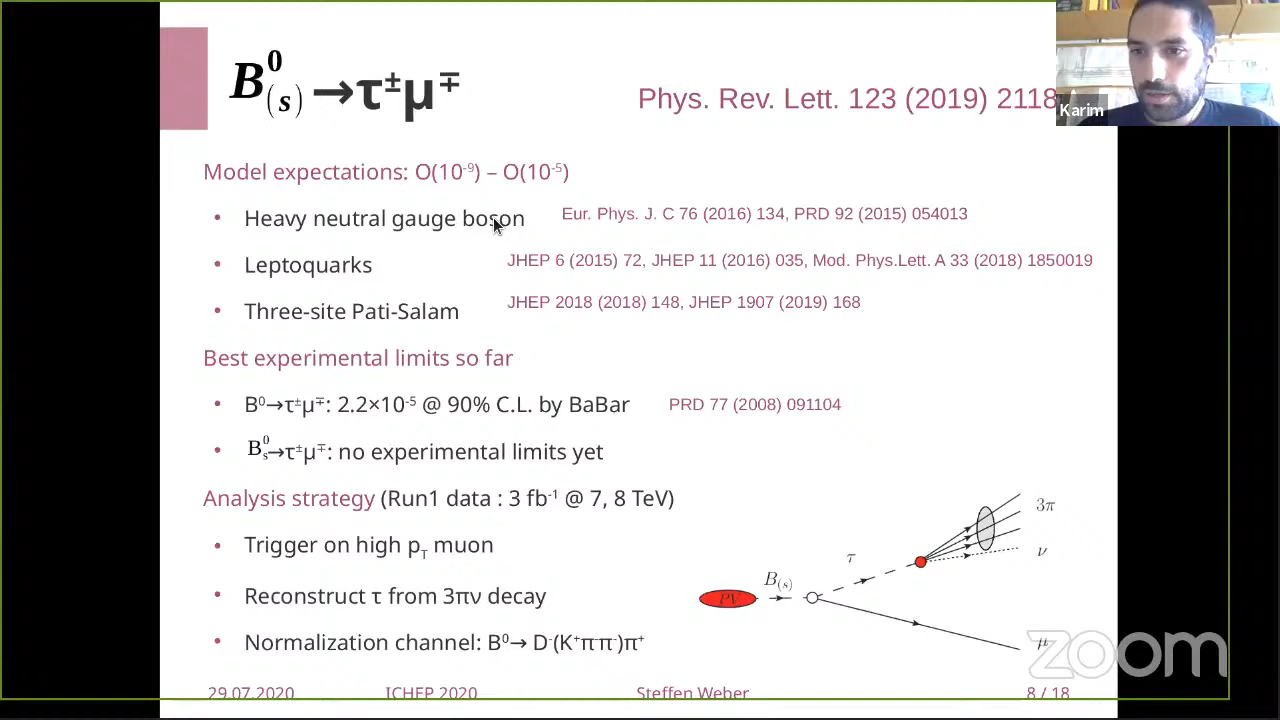 B⁰₍ₛ₎→τ±μ∓
Phys. Rev. Lett. 123 (2019) 2118
Karim
Model expectations: O(10⁻⁹) – O(10⁻⁵)
• Heavy neutral gauge boson Eur. Phys. J. C 76 (2016) 134, PRD 92 (2015) 054013
• Leptoquarks JHEP 6 (2015) 72, JHEP 11 (2016) 035, Mod. Phys.Lett. A 33 (2018) 1850019
• Three-site Pati-Salam JHEP 2018 (2018) 148, JHEP 1907 (2019) 168
Best experimental limits so far
• B⁰→τ±μ∓: 2.2×10⁻⁵ @ 90% C.L. by BaBar PRD 77 (2008) 091104
• B⁰ₛ→τ±μ∓: no experimental limits yet
Analysis strategy (Run1 data : 3 fb⁻¹ @ 7, 8 TeV)
• Trigger on high p_T muon
• Reconstruct τ from 3πν decay
• Normalization channel: B⁰→ D⁻(K⁺π⁻π⁻)π⁺
3π
ν
τ
B₍ₛ₎
PV
μ
zoom
29.07.2020 ICHEP 2020 Steffen Weber 8 / 18